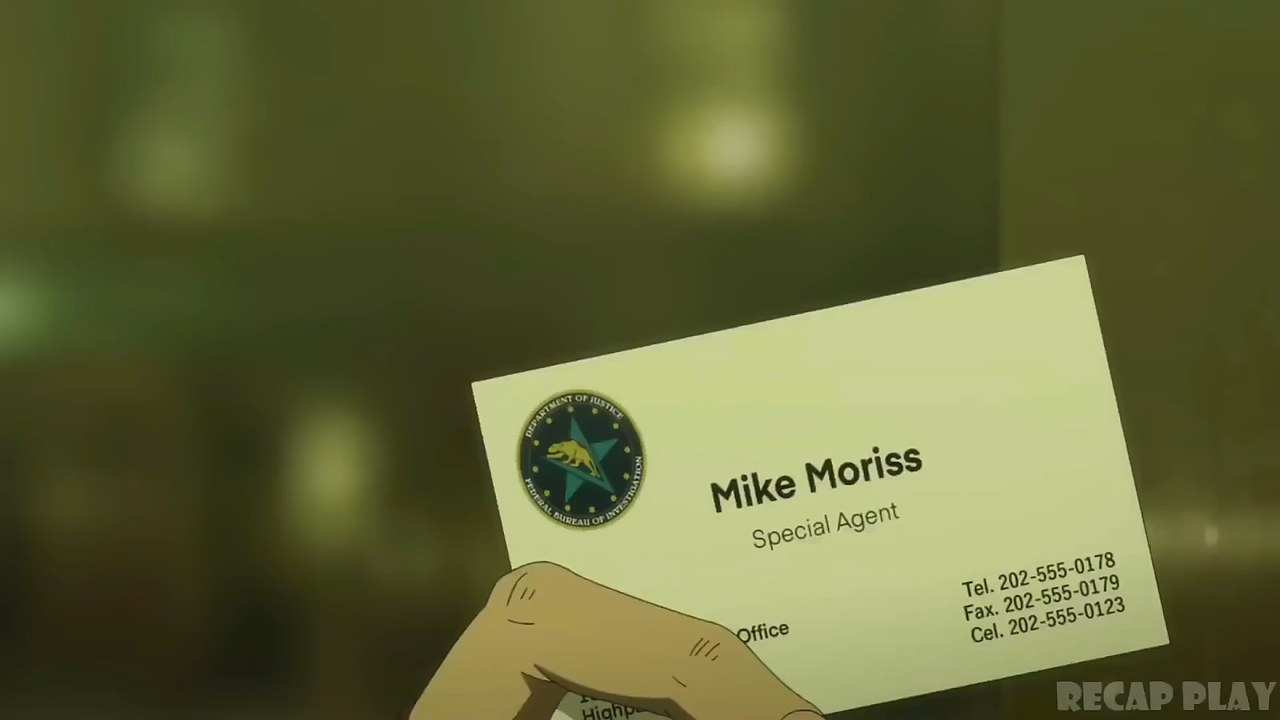 DEPARTMENT OF JUSTICE
FEDERAL BUREAU OF INVESTIGATION
Mike Moriss
Special Agent
Tel. 202-555-0178
Fax. 202-555-0179
Cel. 202-555-0123
Office
RECAP PLAY